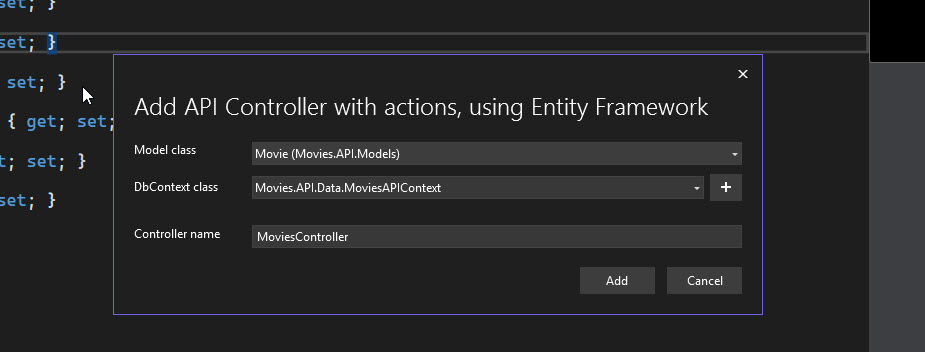 set; }
set; }
set; }
{ get; set;
t; set; }
set; }
Add API Controller with actions, using Entity Framework
Model class
Movie (Movies.API.Models)
DbContext class
Movies.API.Data.MoviesAPIContext
Controller name
MoviesController
Add
Cancel